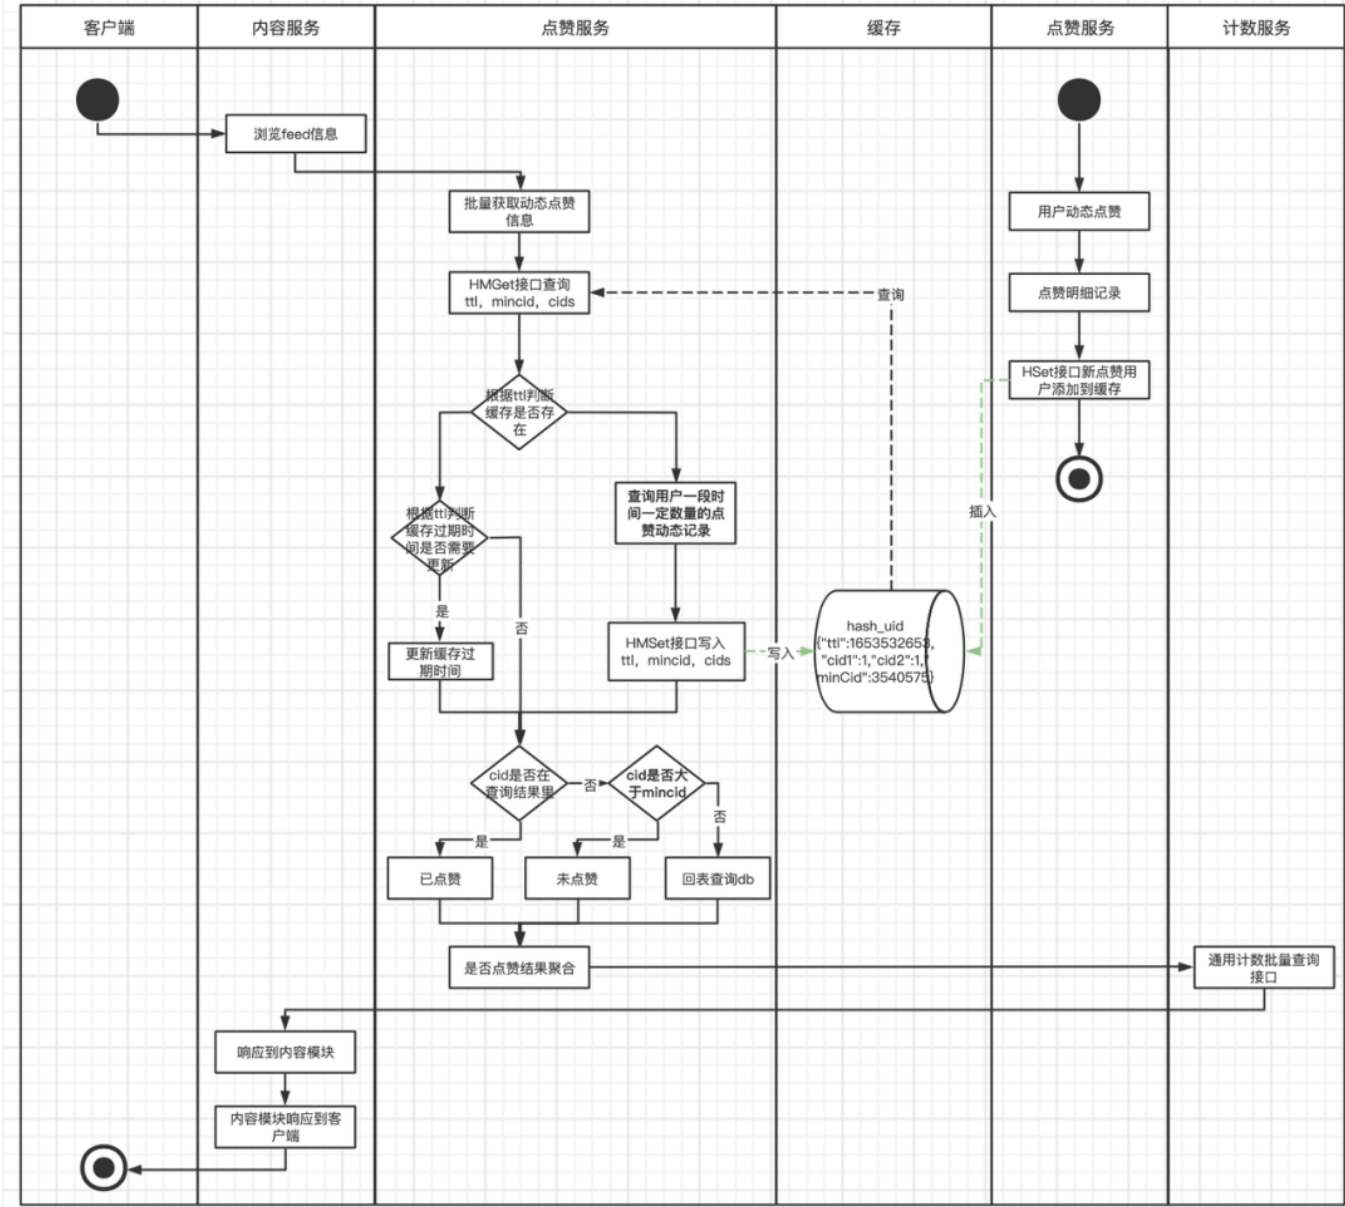 客户端
内容服务
点赞服务
缓存
点赞服务
计数服务
浏览feed信息
批量获取动态点赞
信息
HMGet接口查询
ttl，mincid，cids
查询
用户动态点赞
点赞明细记录
HSet接口新点赞用
户添加到缓存
根据ttl判断
缓存是否存
在
根据ttl判断
缓存过期时
间是否需要
更新
查询用户一段时
间一定数量的点
赞动态记录
插入
是
否
更新缓存过
期时间
HMSet接口写入
ttl，mincid，cids
写入
hash_uid
{"ttl":1653532653,
"cid1":1,"cid2":1,"
minCid":3540575}
cid是否在
查询结果里
否
cid是否大
于mincid
否
是
是
已点赞
未点赞
回表查询db
是否点赞结果聚合
通用计数批量查询
接口
响应到内容模块
内容模块响应到客
户端